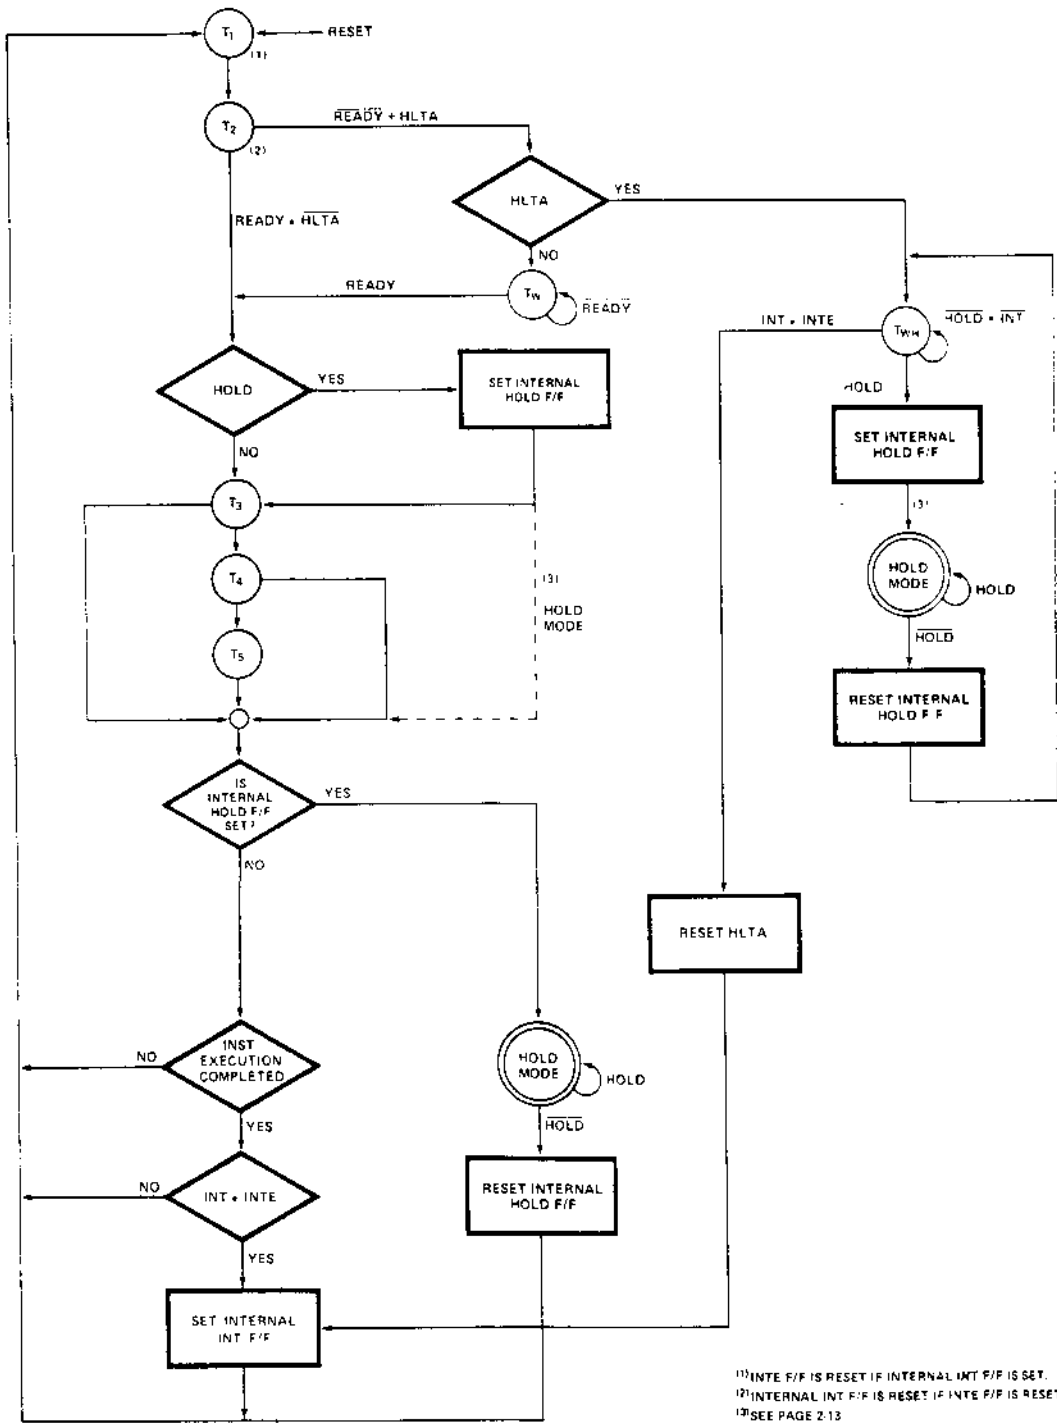 T1
RESET
(1)
T2
(2)
READY + HLTA
HLTA
YES
READY • HLTA
NO
READY
TW
READY
INT • INTE
TWH
HOLD • INT
HOLD
YES
SET INTERNAL
HOLD F/F
HOLD
SET INTERNAL
HOLD F/F
NO
T3
(3)
T4
(3)
HOLD
MODE
HOLD
MODE
HOLD
T5
HOLD
RESET INTERNAL
HOLD F/F
IS
INTERNAL
HOLD F/F
SET?
YES
NO
RESET HLTA
INST
EXECUTION
COMPLETED
NO
YES
HOLD
MODE
HOLD
HOLD
INT • INTE
NO
YES
RESET INTERNAL
HOLD F/F
SET INTERNAL
INT F/F
(1) INTE F/F IS RESET IF INTERNAL INT F/F IS SET.
(2) INTERNAL INT F/F IS RESET IF INTE F/F IS RESET
(3) SEE PAGE 2-13